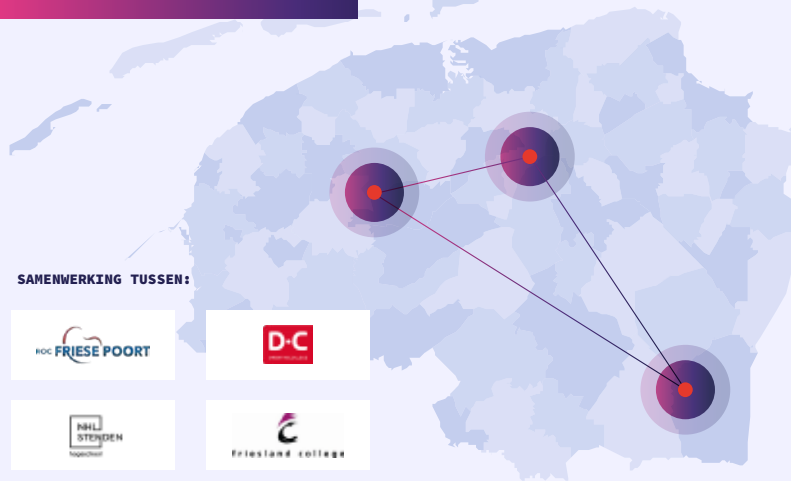 SAMENWERKING TUSSEN:
ROC FRIESE POORT
D+C
NHL
STENDEN
hogeschool
friesland college